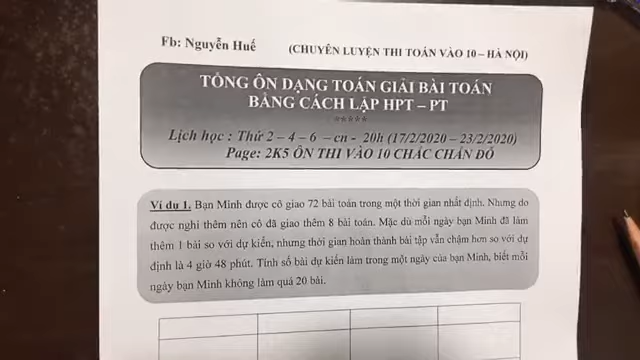 Fb: Nguyễn Huế
(CHUYÊN LUYỆN THI TOÁN VÀO 10 – HÀ NỘI)
TỔNG ÔN DẠNG TOÁN GIẢI BÀI TOÁN
BẰNG CÁCH LẬP HPT – PT
*****
Lịch học : Thứ 2 – 4 – 6 – cn - 20h (17/2/2020 – 23/2/2020)
Page: 2K5 ÔN THI VÀO 10 CHẮC CHẮN ĐỖ
Ví dụ 1. Bạn Minh được cô giao 72 bài toán trong một thời gian nhất định. Nhưng do
được nghỉ thêm nên cô đã giao thêm 8 bài toán. Mặc dù mỗi ngày bạn Minh đã làm
thêm 1 bài so với dự kiến, nhưng thời gian hoàn thành bài tập vẫn chậm hơn so với dự
định là 4 giờ 48 phút. Tính số bài dự kiến làm trong một ngày của bạn Minh, biết mỗi
ngày bạn Minh không làm quá 20 bài.